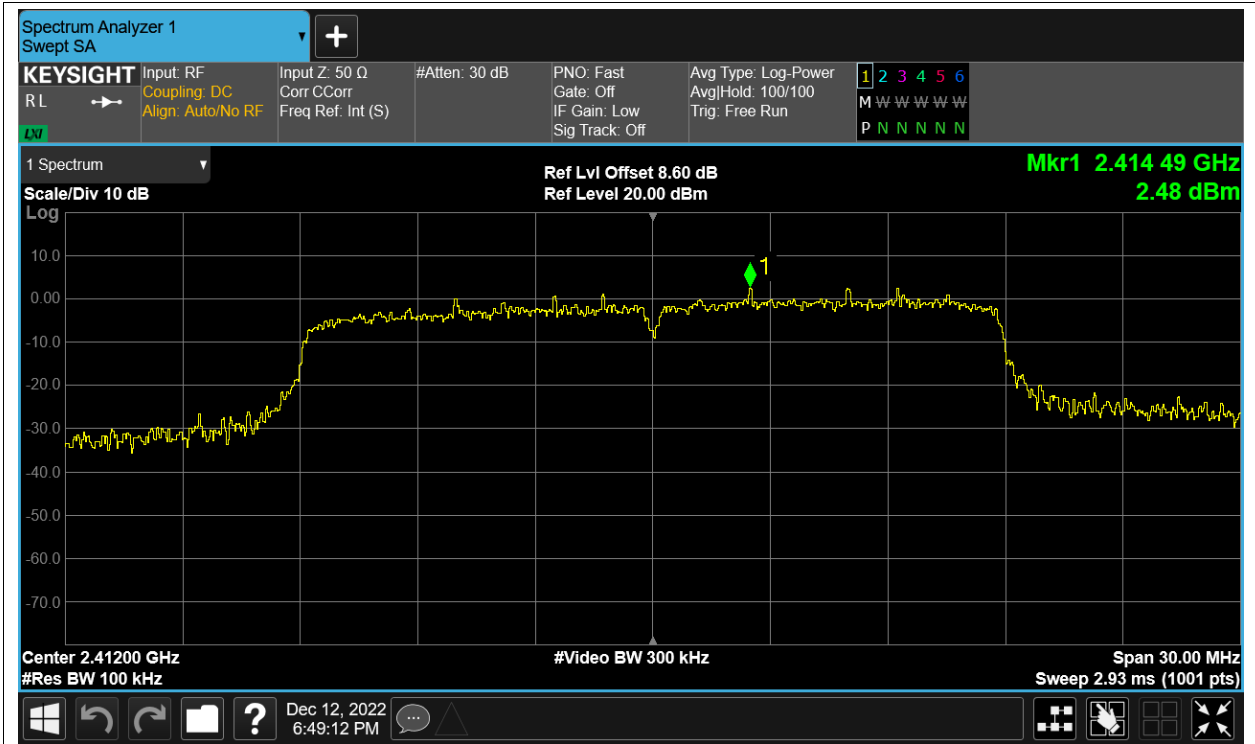 Spectrum Analyzer 1
Swept SA
KEYSIGHT
R L
LXI
Input: RF
Coupling: DC
Align: Auto/No RF
Input Z: 50 Ω
Corr CCorr
Freq Ref: Int (S)
#Atten: 30 dB
PNO: Fast
Gate: Off
IF Gain: Low
Sig Track: Off
Avg Type: Log-Power
Avg|Hold: 100/100
Trig: Free Run
1 2 3 4 5 6
M W W W W W
P N N N N N
1 Spectrum
Scale/Div 10 dB
Log
Ref Lvl Offset 8.60 dB
Ref Level 20.00 dBm
Mkr1 2.414 49 GHz
2.48 dBm
1
10.0
0.00
-10.0
-20.0
-30.0
-40.0
-50.0
-60.0
-70.0
Center 2.41200 GHz
#Video BW 300 kHz
Span 30.00 MHz
#Res BW 100 kHz
Sweep 2.93 ms (1001 pts)
?
Dec 12, 2022
6:49:12 PM